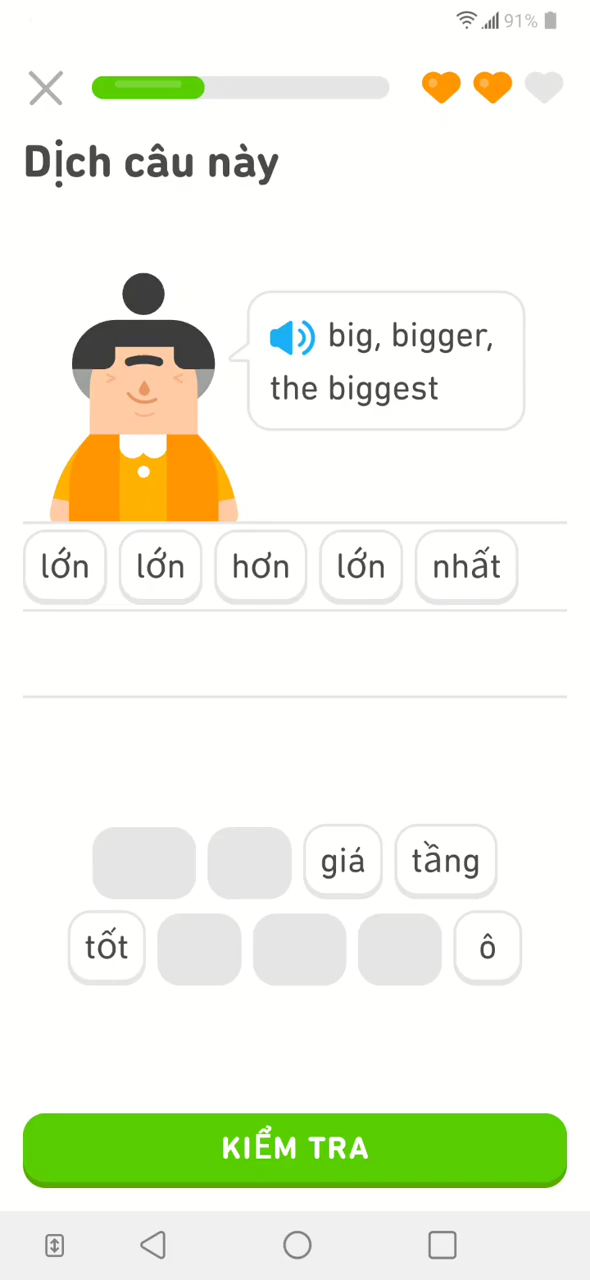 91%
Dịch câu này
big, bigger,
the biggest
lớn lớn hơn lớn nhất
giá tầng
tốt ô
KIỂM TRA